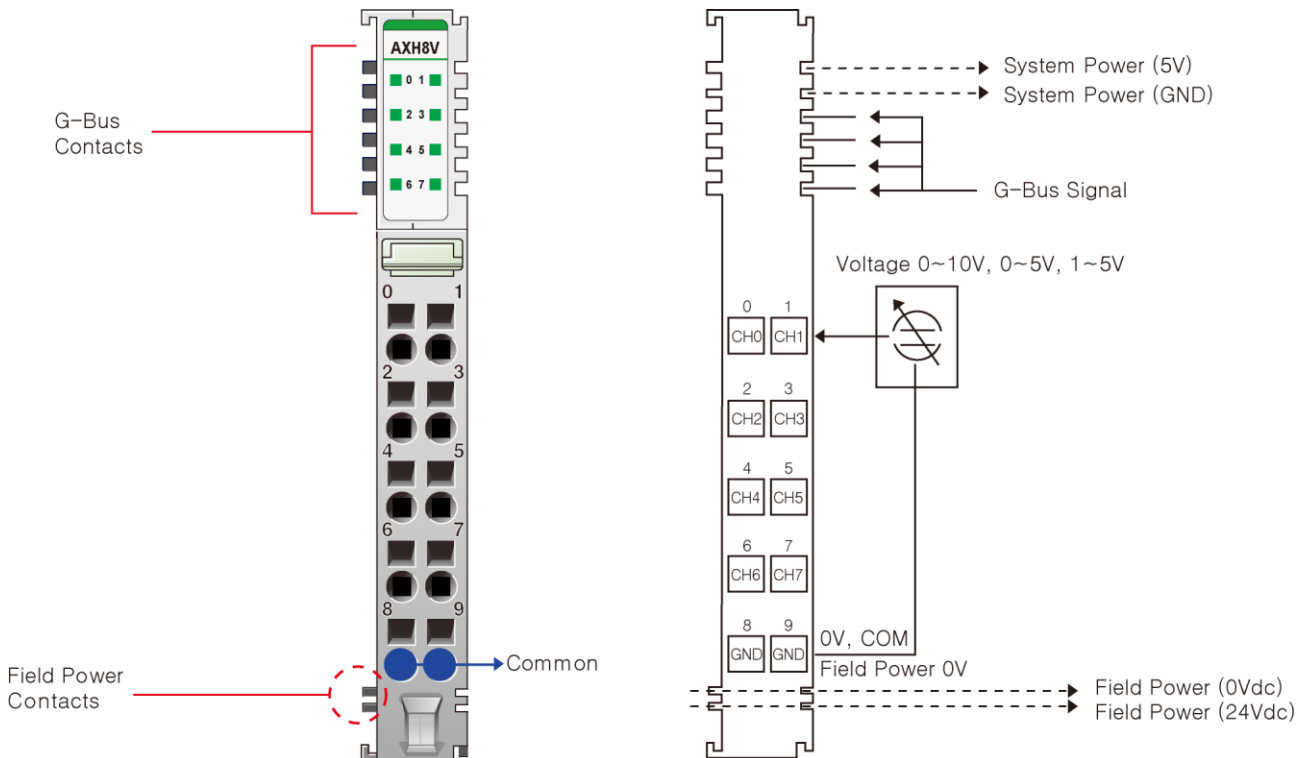 AXH8V
0 1
2 3
4 5
6 7
G-Bus
Contacts
0 1
2 3
4 5
6 7
8 9
Common
Field Power
Contacts
System Power (5V)
System Power (GND)
G-Bus Signal
Voltage 0~10V, 0~5V, 1~5V
0 1
CH0 CH1
2 3
CH2 CH3
4 5
CH4 CH5
6 7
CH6 CH7
8 9
GND GND
0V, COM
Field Power 0V
Field Power (0Vdc)
Field Power (24Vdc)